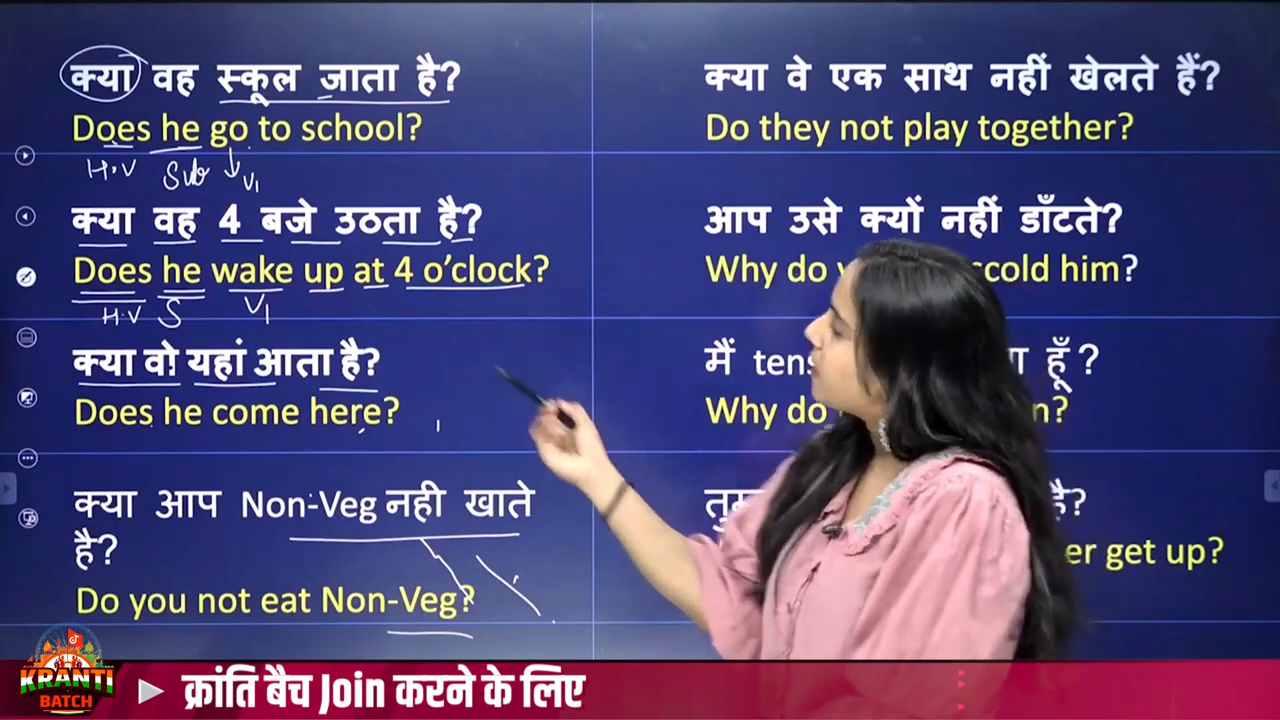 क्या वह स्कूल जाता है?
Does he go to school?
H.V Sub V1
क्या वह 4 बजे उठता है?
Does he wake up at 4 o'clock?
H.V S V1
क्या वो यहां आता है?
Does he come here?
क्या आप Non-Veg नही खाते
है?
Do you not eat Non-Veg?
क्या वे एक साथ नहीं खेलते हैं?
Do they not play together?
आप उसे क्यों नहीं डाँटते?
Why do scold him?
मैं हूँ ?
Why do
है?
get up?
KRANTI
BATCH
क्रांति बैच Join करने के लिए